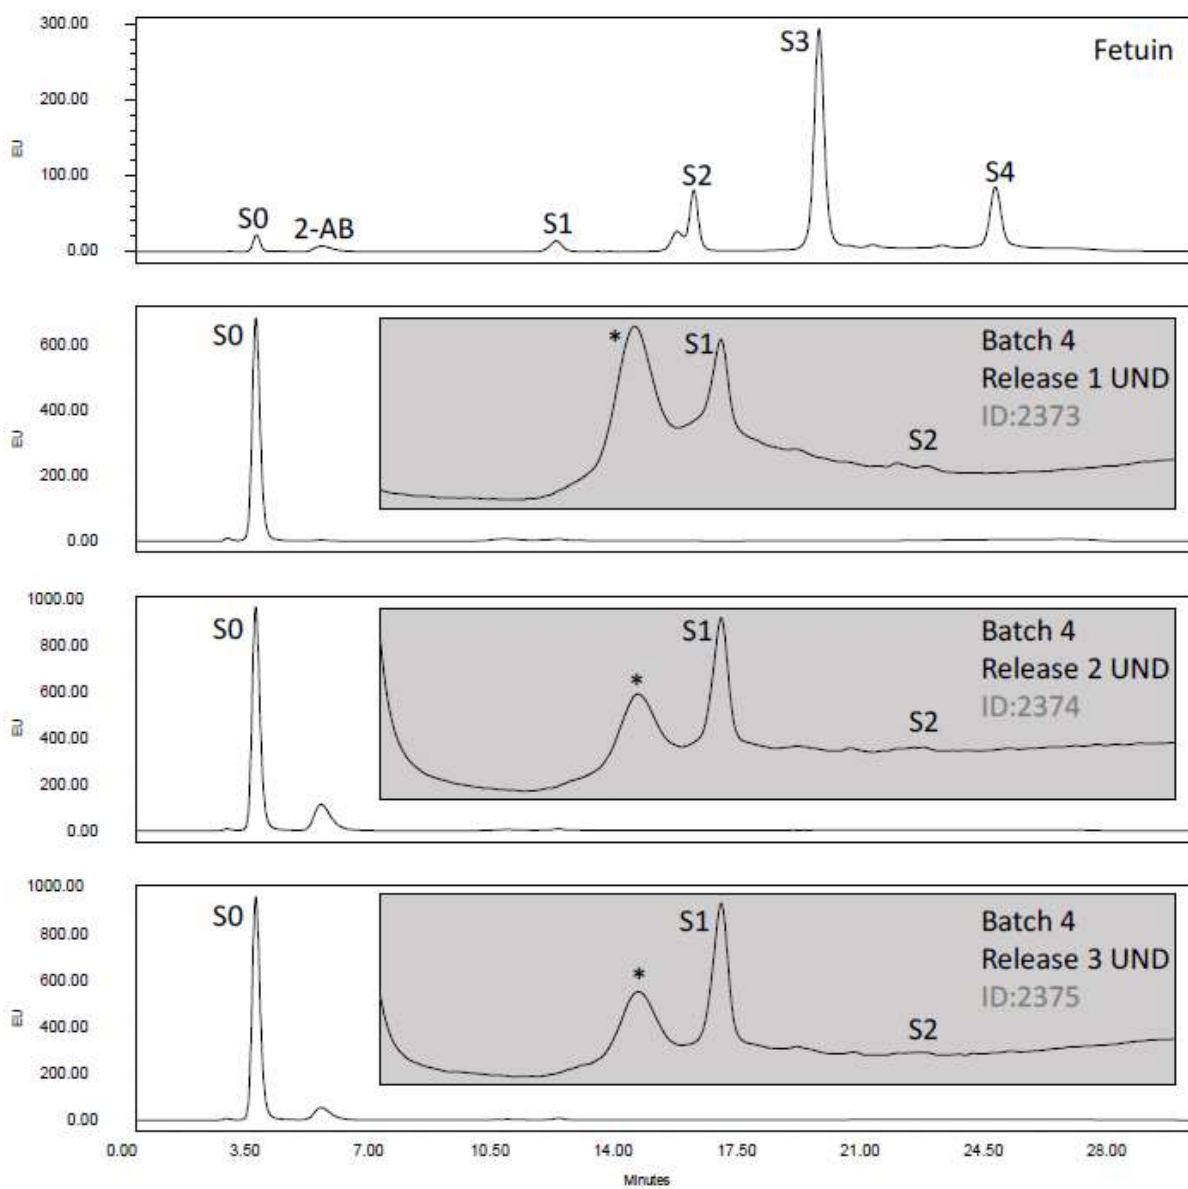 300.00
S3
Fetuin
200.00
EU
100.00
S2
S4
S0
2-AB
S1
0.00
S0
*
S1
Batch 4
600.00
Release 1 UND
400.00
ID:2373
EU
S2
200.00
0.00
1000.00
S0
S1
Batch 4
800.00
Release 2 UND
*
600.00
ID:2374
EU
S2
400.00
200.00
0.00
1000.00
S0
S1
Batch 4
800.00
Release 3 UND
*
600.00
ID:2375
EU
S2
400.00
200.00
0.00
0.00 3.50 7.00 10.50 14.00 17.50 21.00 24.50 28.00
Minutes